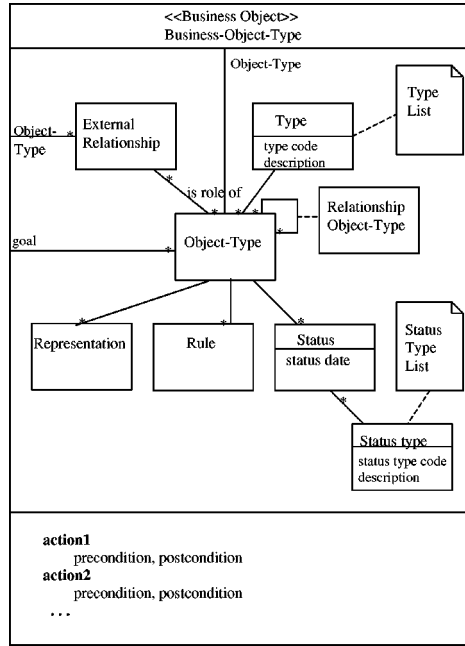 <<Business Object>>
Business-Object-Type
Object-Type
Type
List
External
Relationship
Type
type code
description
Object-
Type
*
*
is role of
*
*
*
*
*
Relationship
Object-Type
Object-Type
goal
*
*
Representation
*
Rule
*
Status
status date
Status
Type
List
*
Status type
status type code
description
action1
precondition, postcondition
action2
precondition, postcondition
...